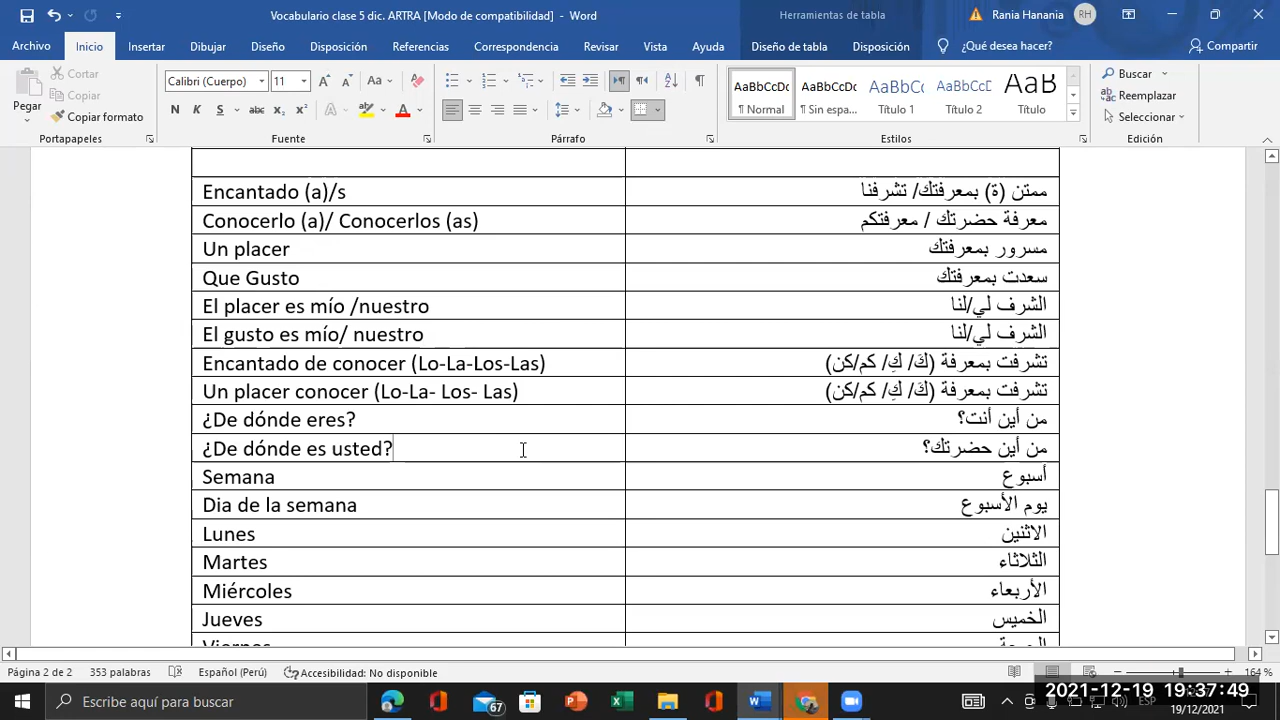 Vocabulario clase 5 dic. ARTRA [Modo de compatibilidad] - Word
Herramientas de tabla
Rania Hanania
RH
Archivo Inicio Insertar Dibujar Diseño Disposición Referencias Correspondencia Revisar Vista Ayuda Diseño de tabla Disposición ¿Qué desea hacer? Compartir
Pegar
Cortar
Copiar
Copiar formato
Calibri (Cuerpo) 11
N K S abc x₂ x²
AaBbCcDc ¶ Normal
AaBbCcDc ¶ Sin espa...
AaBbCc Título 1
AaBbCcD Título 2
AaB Título
Buscar
Reemplazar
Seleccionar
Portapapeles Fuente Párrafo Estilos Edición
Encantado (a)/s ممتن (ة) بمعرفتك/ تشرفنا
Conocerlo (a)/ Conocerlos (as) معرفة حضرتك / معرفتكم
Un placer مسرور بمعرفتك
Que Gusto سعدت بمعرفتك
El placer es mío /nuestro الشرف لي/لنا
El gusto es mío/ nuestro الشرف لي/لنا
Encantado de conocer (Lo-La-Los-Las) تشرفت بمعرفة (كَ/ كِ/ كم/كن)
Un placer conocer (Lo-La- Los- Las) تشرفت بمعرفة (كَ/ كِ/ كم/كن)
¿De dónde eres? من أين أنت؟
¿De dónde es usted? من أين حضرتك؟
Semana أسبوع
Dia de la semana يوم الأسبوع
Lunes الاثنين
Martes الثلاثاء
Miércoles الأربعاء
Jueves الخميس
Viernes الجمعة
Página 2 de 2 353 palabras Español (Perú) Accesibilidad: No disponible 164 %
Escribe aquí para buscar
67
ESP
2021-12-19 19:37:49
19/12/2021